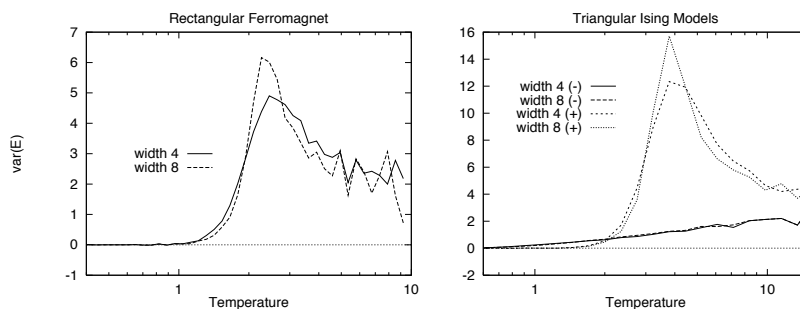 Rectangular Ferromagnet
var(E)
7
6
5
4
3
2
1
0
-1
width 4
width 8
1
10
Temperature
Triangular Ising Models
16
14
12
10
8
6
4
2
0
-2
width 4 (-)
width 8 (-)
width 4 (+)
width 8 (+)
1
10
Temperature